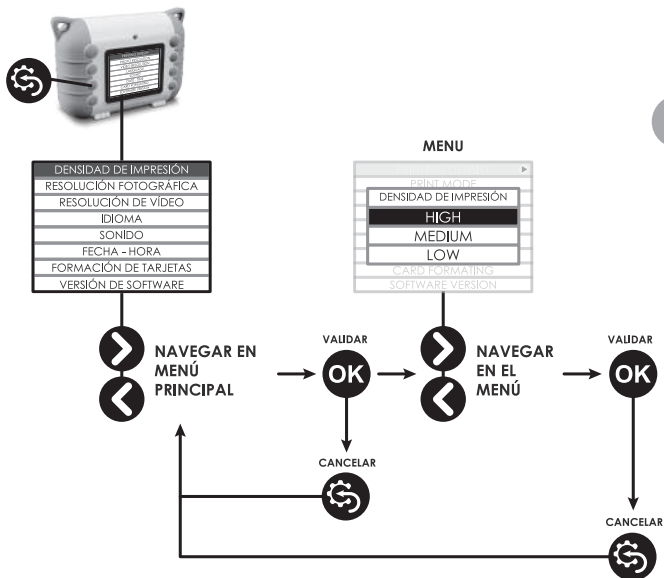 DENSIDAD DE IMPRESIÓN
RESOLUCIÓN FOTOGRÁFICA
RESOLUCIÓN DE VÍDEO
IDIOMA
SONIDO
FECHA - HORA
FORMACIÓN DE TARJETAS
VERSIÓN DE SOFTWARE
MENU
PRINT MODE
DENSIDAD DE IMPRESIÓN
HIGH
MEDIUM
LOW
CARD FORMATING
SOFTWARE VERSION
NAVEGAR EN
MENÚ
PRINCIPAL
VALIDAR
OK
CANCELAR
NAVEGAR
EN EL
MENÚ
VALIDAR
OK
CANCELAR